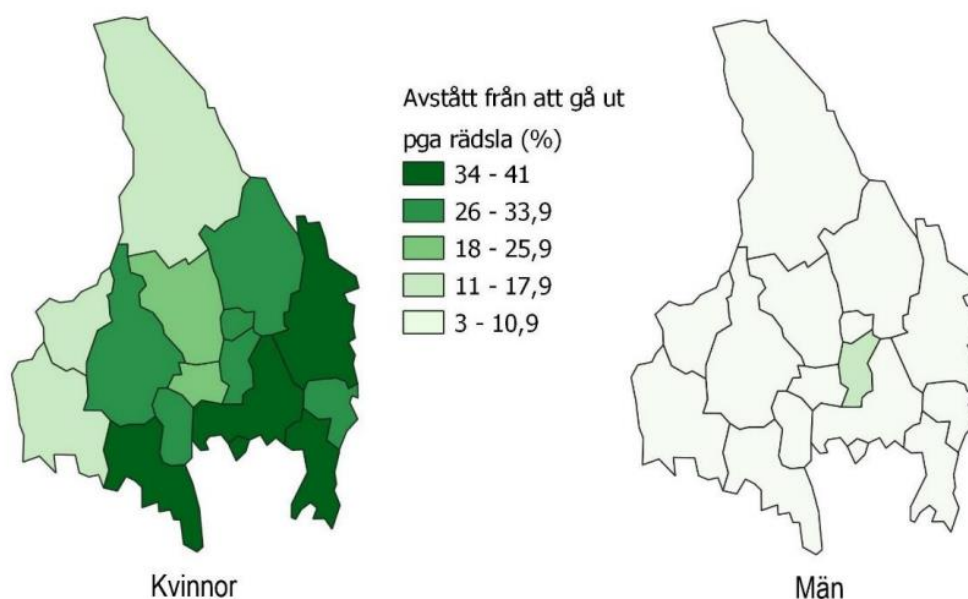 Avstått från att gå ut
pga rädsla (%)
34 - 41
26 - 33,9
18 - 25,9
11 - 17,9
3 - 10,9
Kvinnor
Män